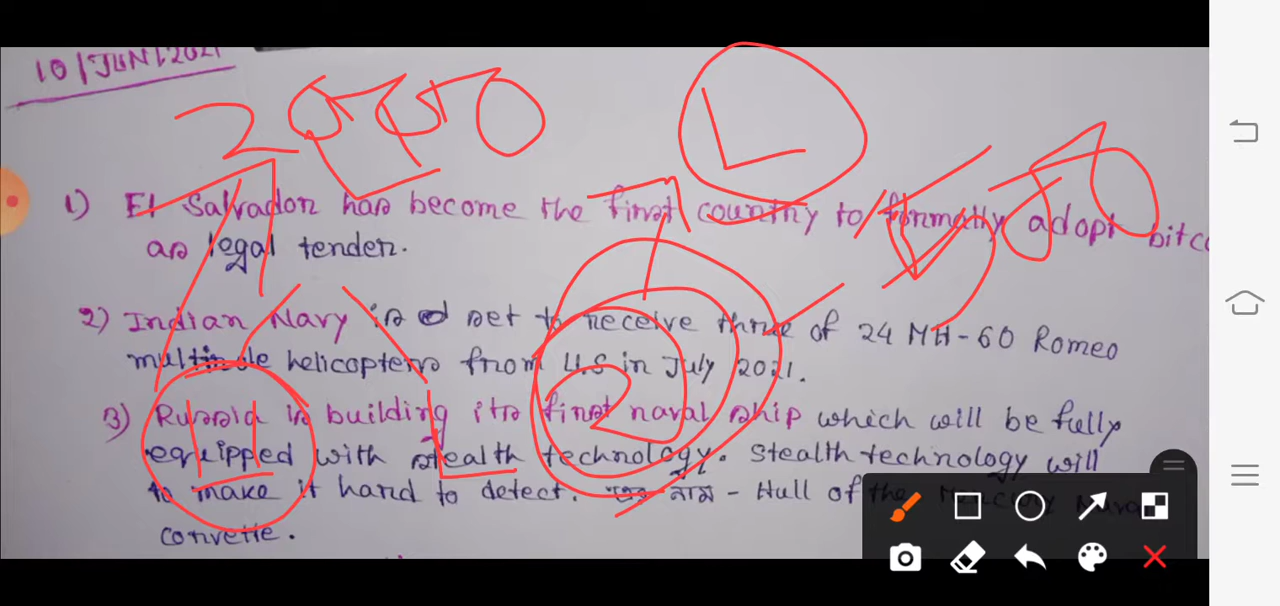 10/JUN/2021
1) El Salvador has become the first country to formally adopt bitco
as legal tender.
2) Indian Navy is set to receive three of 24 MH-60 Romeo
helicopters from U.S in July 2021.
3) Russia is building its first naval ship which will be fully
equipped with stealth technology. Stealth technology will
to make it hard to detect. নাম - Hull of the
corvette.